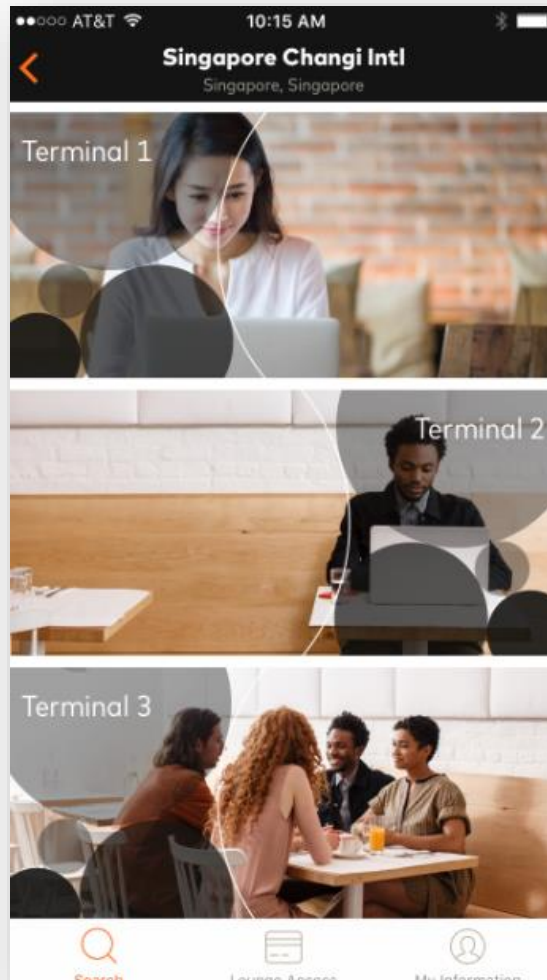 AT&T 10:15 AM
Singapore Changi Intl
Singapore, Singapore
Terminal 1
Terminal 2
Terminal 3
Search Lounge Access My Information